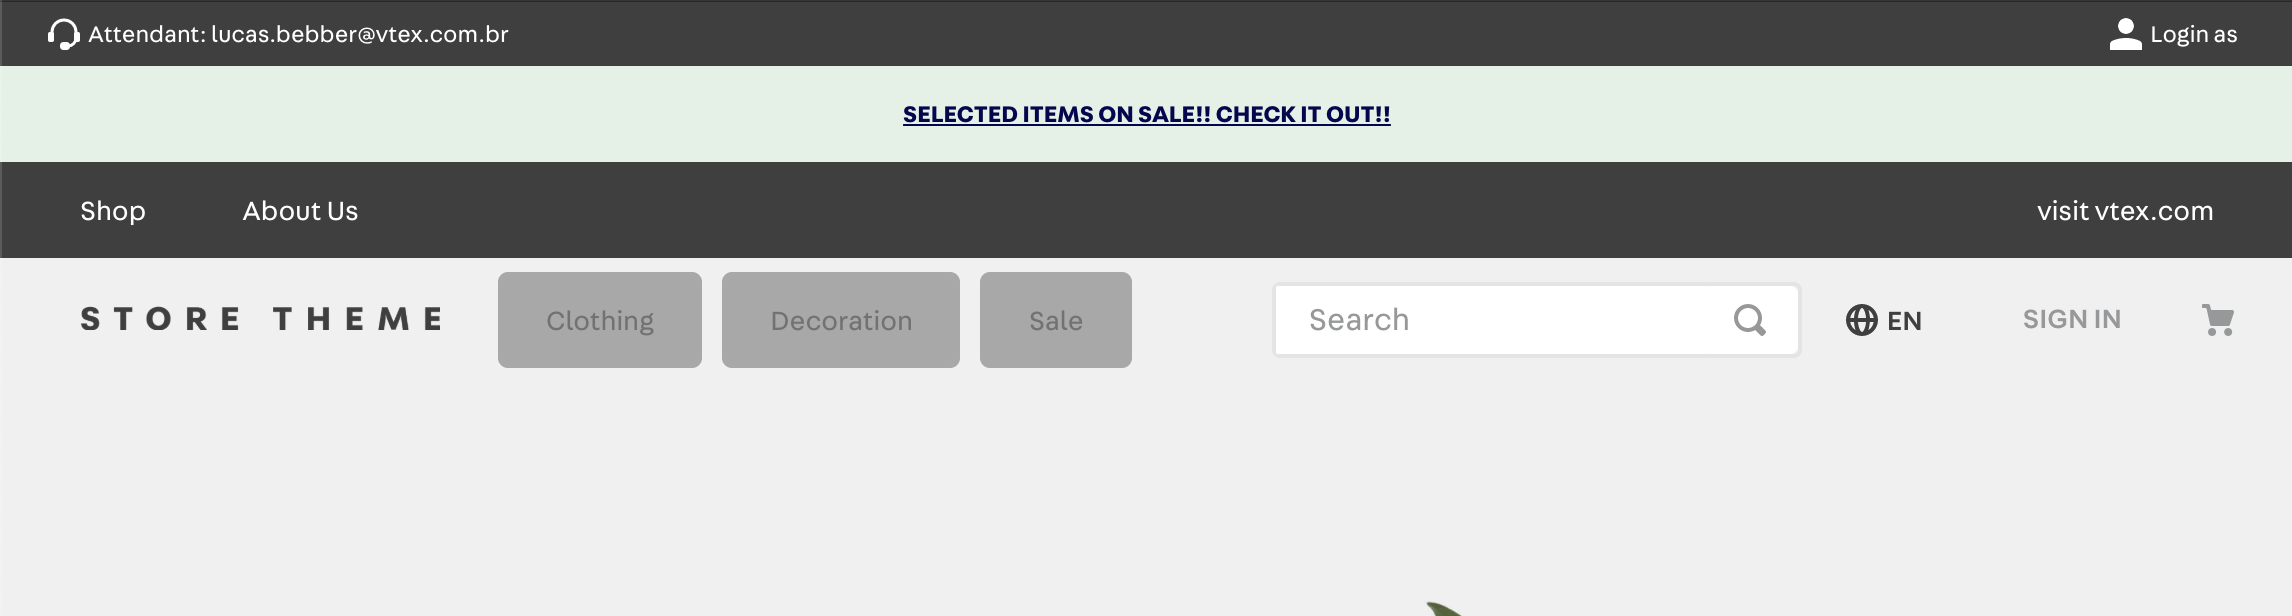 Attendant: lucas.bebber@vtex.com.br Login as
SELECTED ITEMS ON SALE!! CHECK IT OUT!!
Shop About Us visit vtex.com
STORE THEME Clothing Decoration Sale Search EN SIGN IN